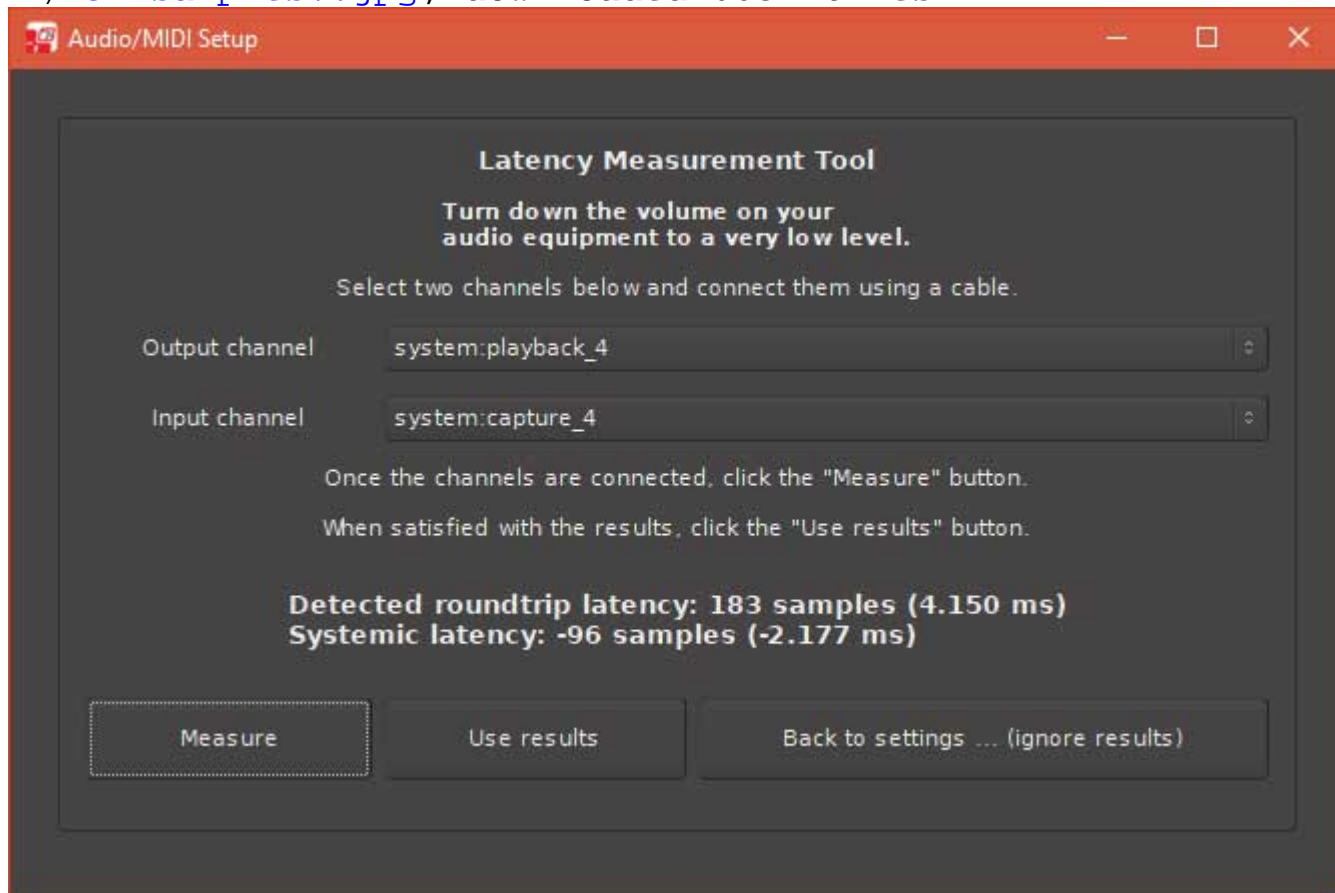 Audio/MIDI Setup
Latency Measurement Tool
Turn down the volume on your
audio equipment to a very low level.
Select two channels below and connect them using a cable.
Output channel system:playback_4
Input channel system:capture_4
Once the channels are connected, click the "Measure" button.
When satisfied with the results, click the "Use results" button.
Detected roundtrip latency: 183 samples (4.150 ms)
Systemic latency: -96 samples (-2.177 ms)
Measure Use results Back to settings ... (ignore results)